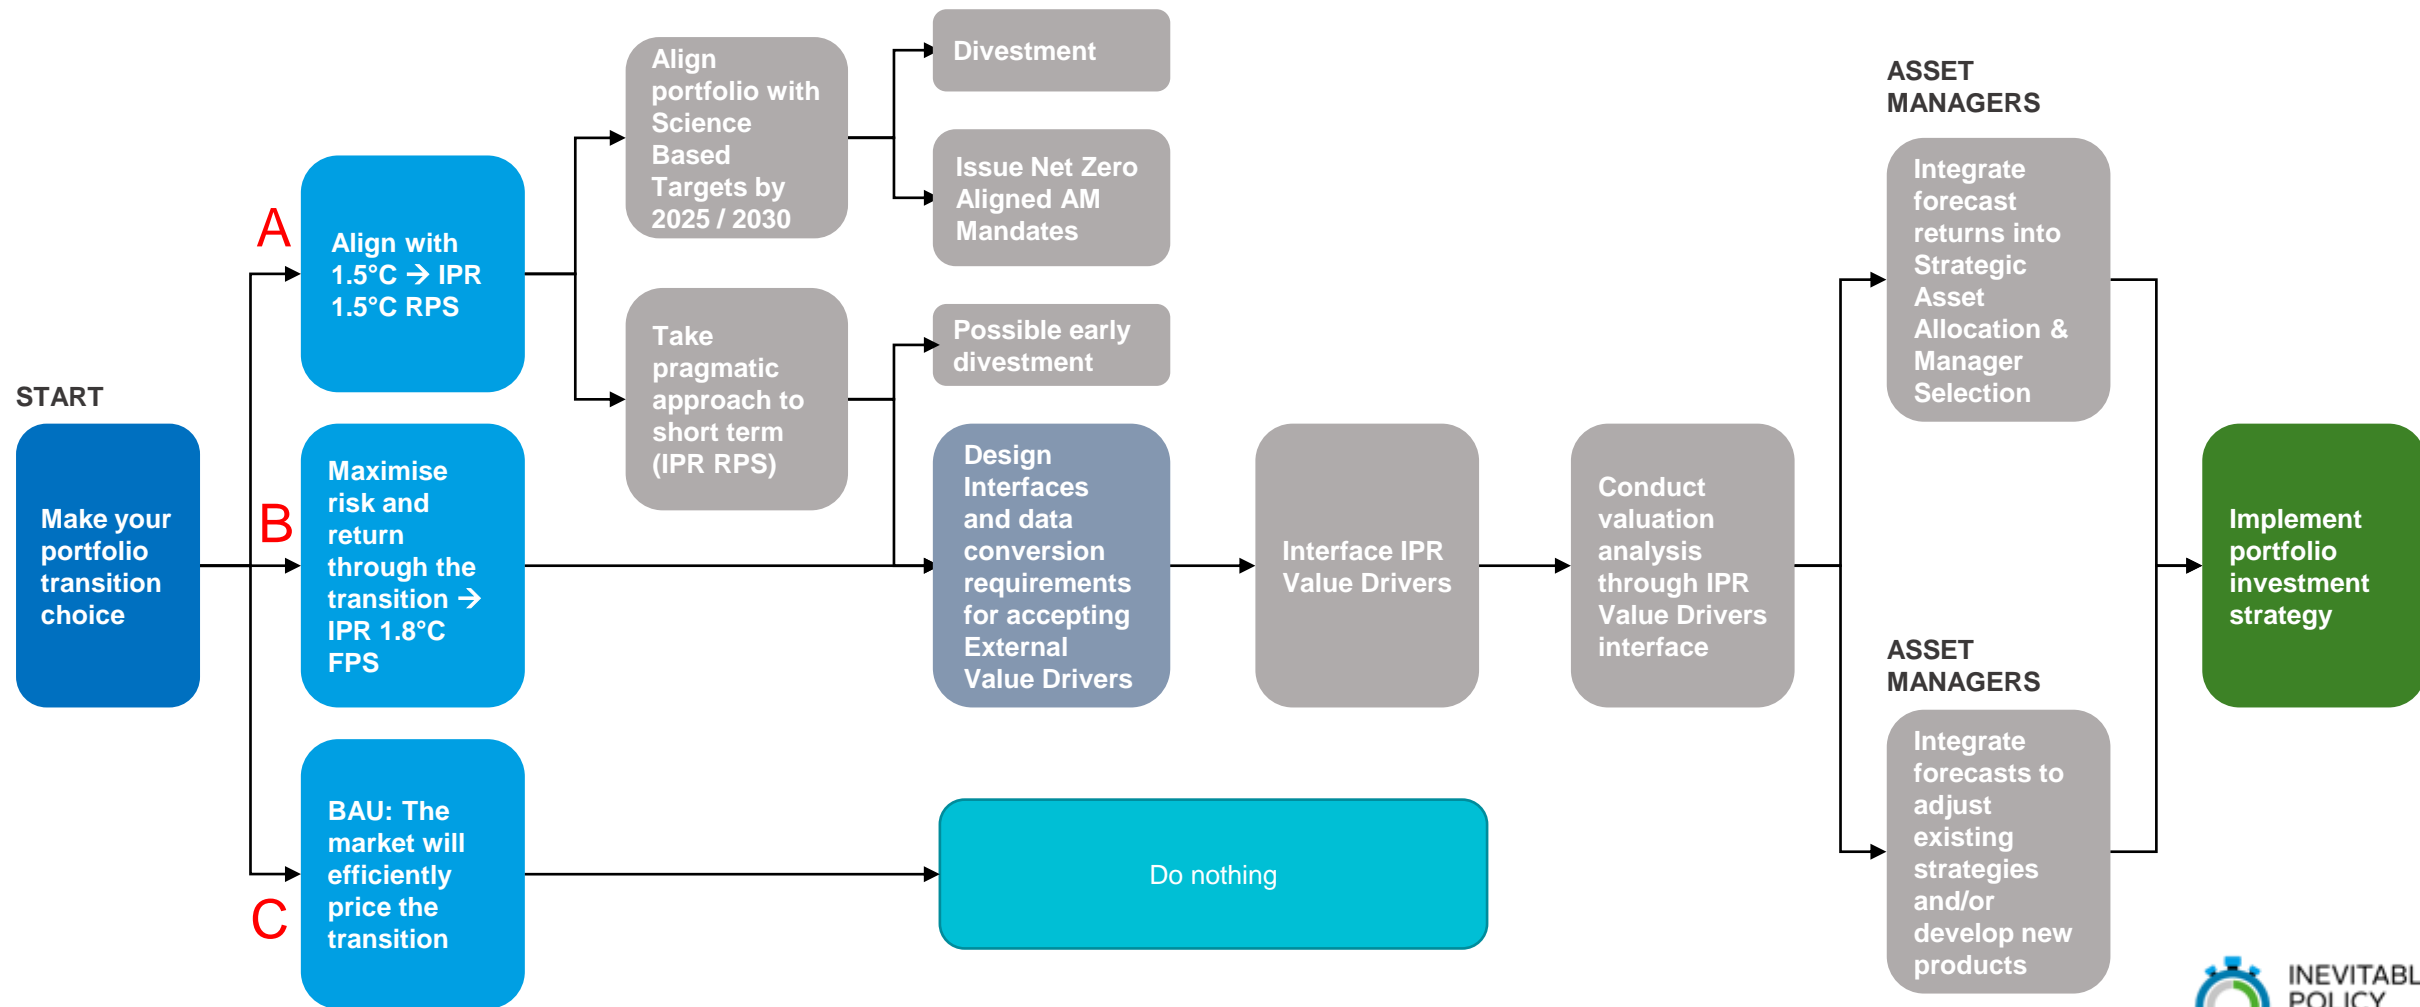 START
Make your
portfolio
transition
choice
A
Align with
1.5°C → IPR
1.5°C RPS
B
Maximise
risk and
return
through the
transition →
IPR 1.8°C
FPS
C
BAU: The
market will
efficiently
price the
transition
Align
portfolio with
Science
Based
Targets by
2025 / 2030
Take
pragmatic
approach to
short term
(IPR RPS)
Divestment
Issue Net Zero
Aligned AM
Mandates
Possible early
divestment
Design
Interfaces
and data
conversion
requirements
for accepting
External
Value Drivers
Do nothing
Interface IPR
Value Drivers
Conduct
valuation
analysis
through IPR
Value Drivers
interface
ASSET
MANAGERS
Integrate
forecast
returns into
Strategic
Asset
Allocation &
Manager
Selection
ASSET
MANAGERS
Integrate
forecasts to
adjust
existing
strategies
and/or
develop new
products
Implement
portfolio
investment
strategy
INEVITABL
POLICY